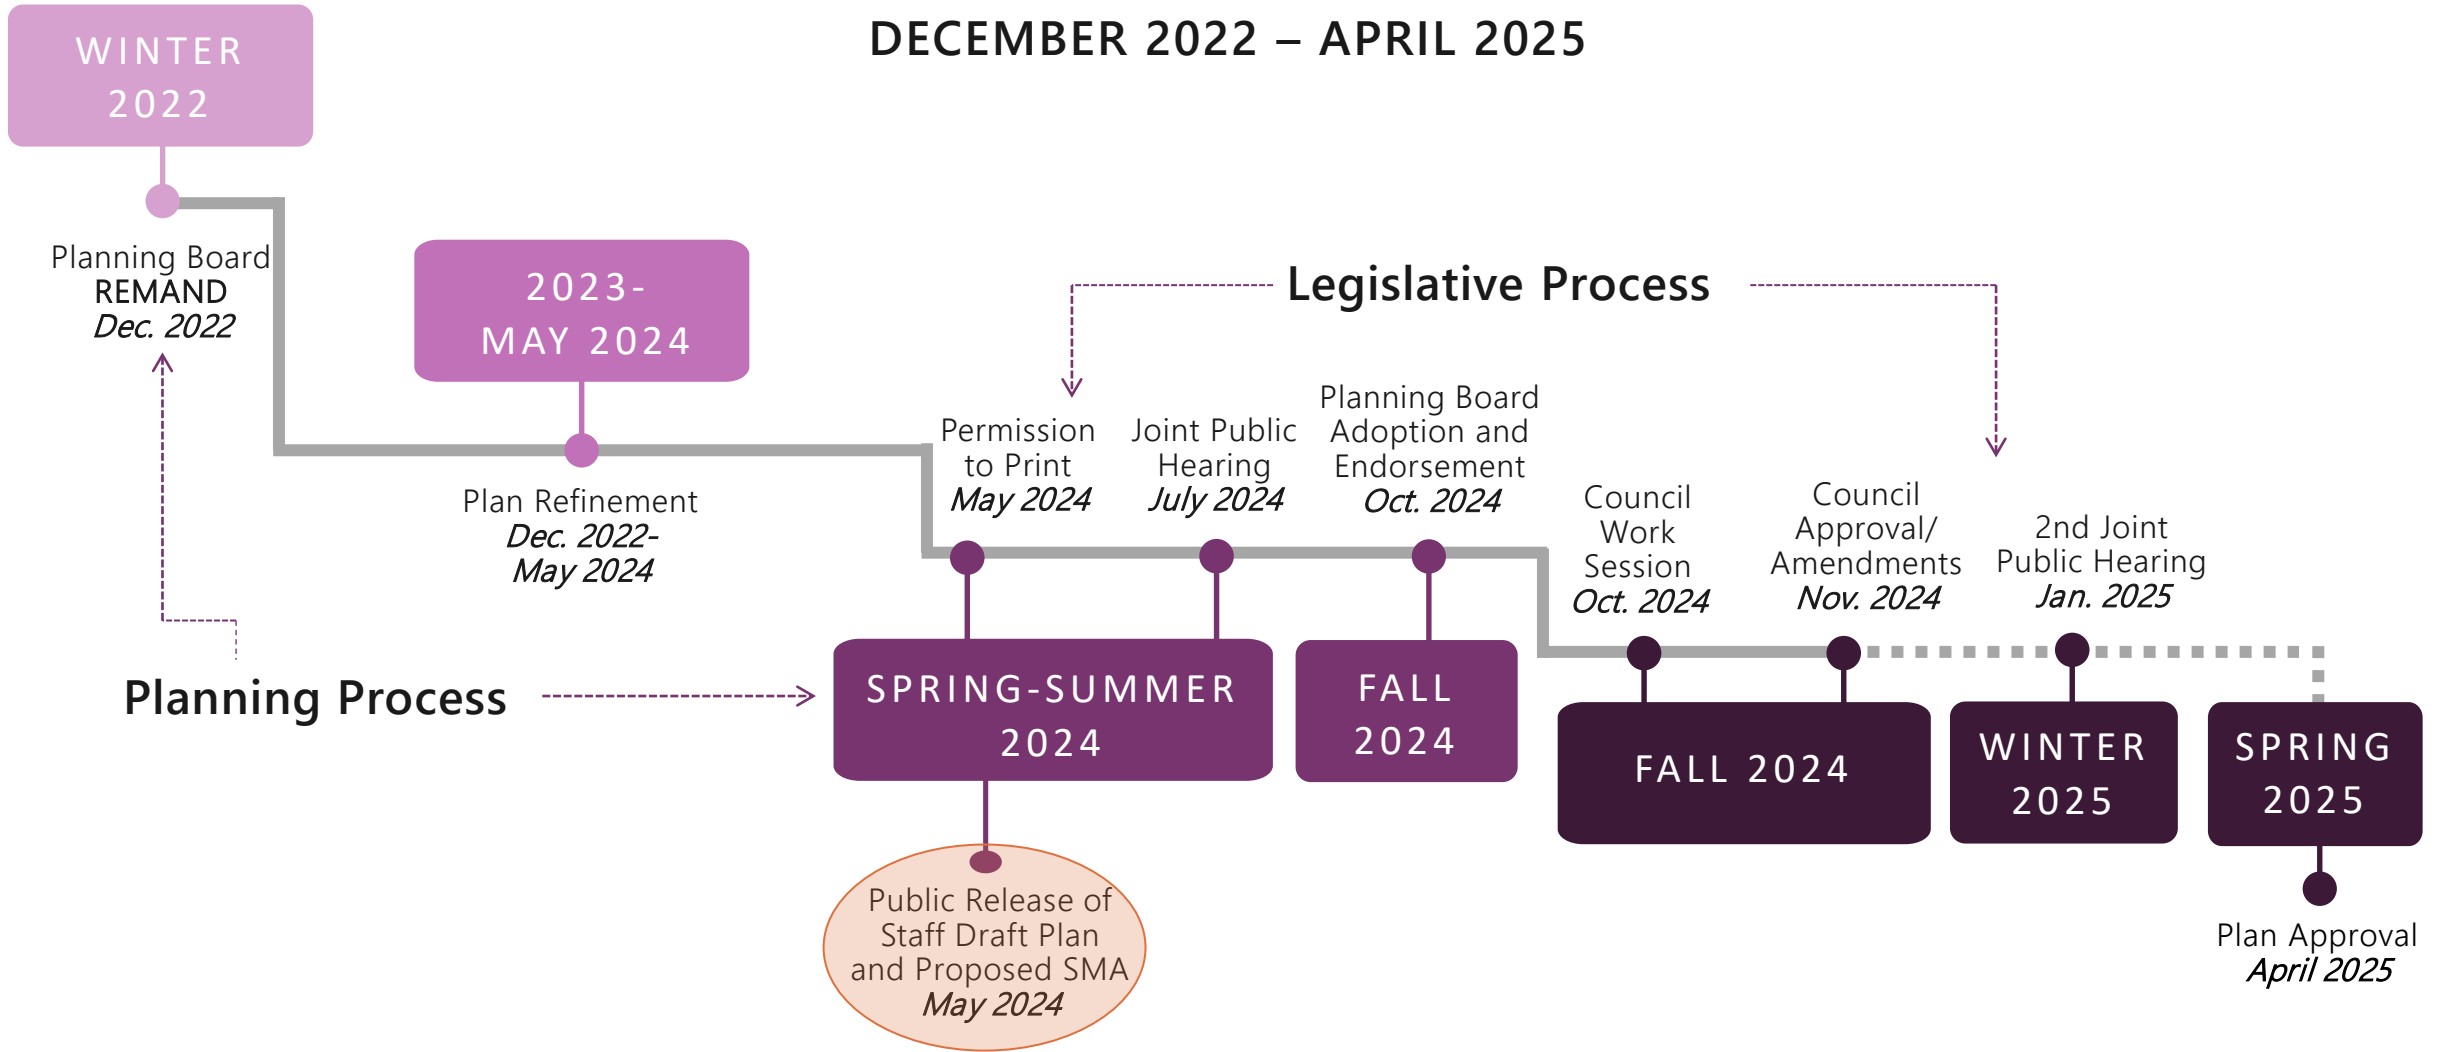 DECEMBER 2022 – APRIL 2025
WINTER
2022
Planning Board
REMAND
Dec. 2022
2023-
MAY 2024
Plan Refinement
Dec. 2022-
May 2024
Planning Process
Legislative Process
Permission
to Print
May 2024
Joint Public
Hearing
July 2024
Planning Board
Adoption and
Endorsement
Oct. 2024
SPRING-SUMMER
2024
FALL
2024
Public Release of
Staff Draft Plan
and Proposed SMA
May 2024
Council
Work
Session
Oct. 2024
Council
Approval/
Amendments
Nov. 2024
2nd Joint
Public Hearing
Jan. 2025
FALL 2024
WINTER
2025
SPRING
2025
Plan Approval
April 2025